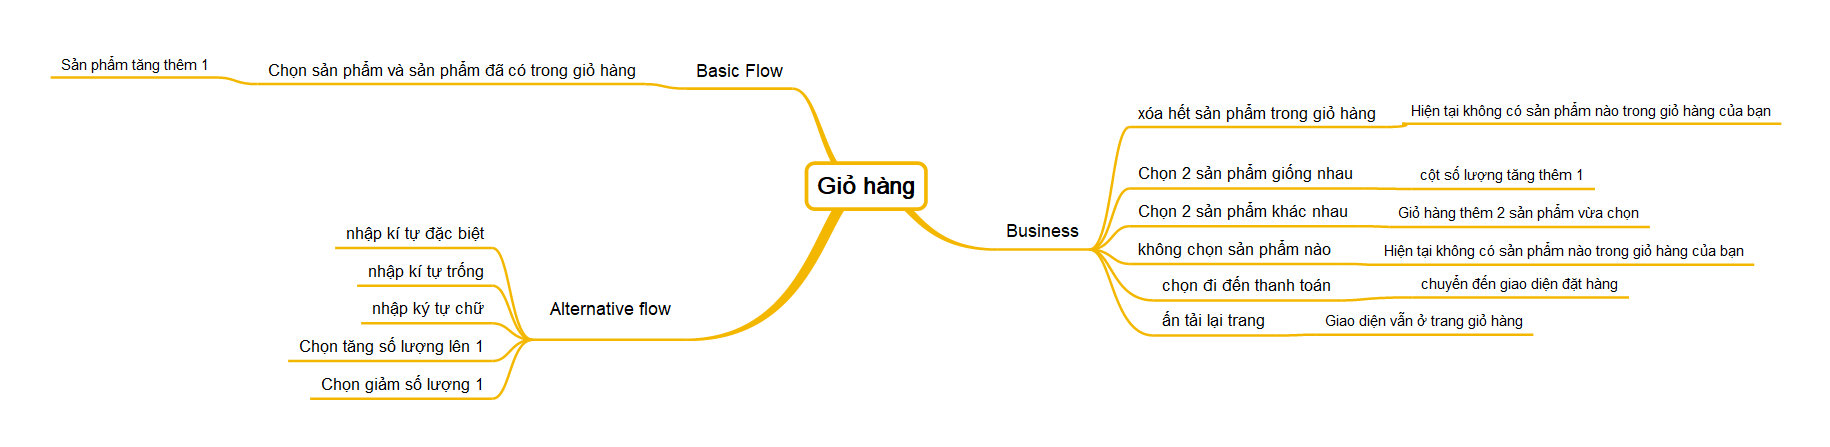 Sản phẩm tăng thêm 1
Chọn sản phẩm và sản phẩm đã có trong giỏ hàng
Basic Flow
Giỏ hàng
nhập kí tự đặc biệt
nhập kí tự trống
nhập ký tự chữ
Chọn tăng số lượng lên 1
Chọn giảm số lượng 1
Alternative flow
Business
xóa hết sản phẩm trong giỏ hàng
Hiện tại không có sản phẩm nào trong giỏ hàng của bạn
Chọn 2 sản phẩm giống nhau
cột số lượng tăng thêm 1
Chọn 2 sản phẩm khác nhau
Giỏ hàng thêm 2 sản phẩm vừa chọn
không chọn sản phẩm nào
Hiện tại không có sản phẩm nào trong giỏ hàng của bạn
chọn đi đến thanh toán
chuyển đến giao diện đặt hàng
ấn tải lại trang
Giao diện vẫn ở trang giỏ hàng